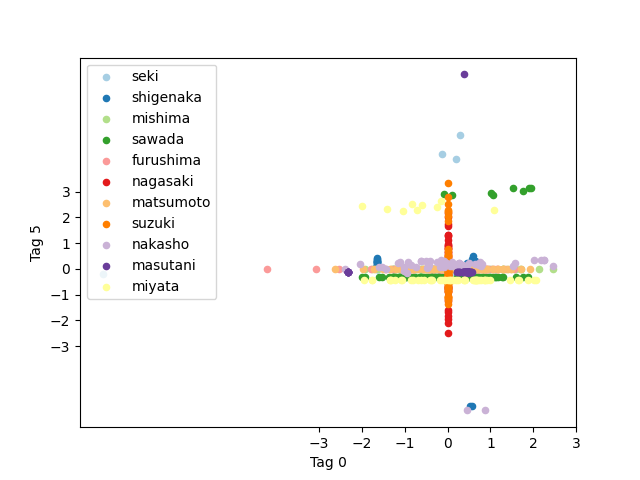 seki
shigenaka
mishima
sawada
furushima
nagasaki
matsumoto
suzuki
nakasho
masutani
miyata
Tag 5
3
2
1
0
−1
−2
−3
−3 −2 −1 0 1 2 3
Tag 0